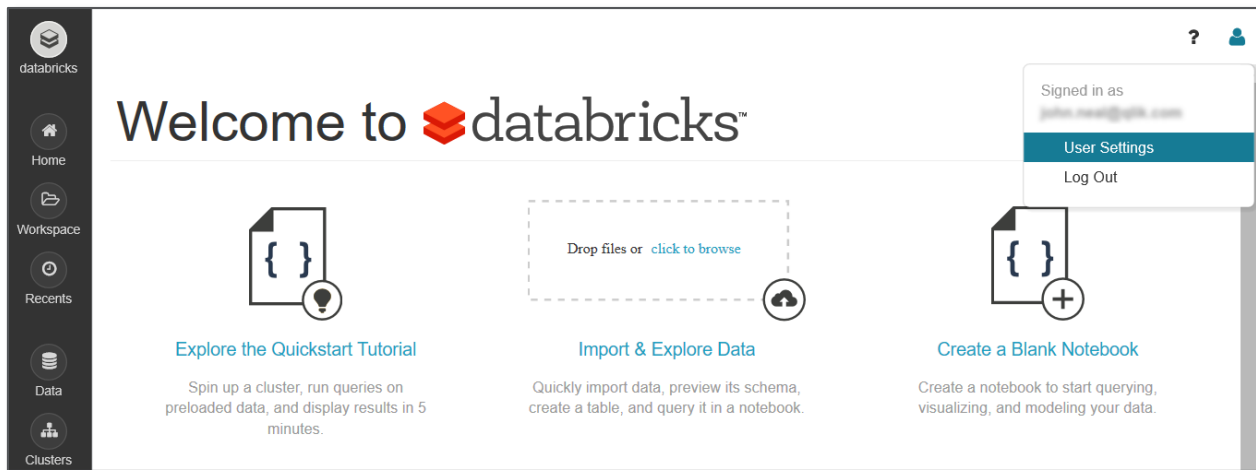 databricks
Home
Workspace
Recents
Data
Clusters
?
Signed in as
User Settings
Log Out
Welcome to databricks™
{ }
Drop files or click to browse
{ }
Explore the Quickstart Tutorial
Spin up a cluster, run queries on
preloaded data, and display results in 5
minutes.
Import & Explore Data
Quickly import data, preview its schema,
create a table, and query it in a notebook.
Create a Blank Notebook
Create a notebook to start querying,
visualizing, and modeling your data.